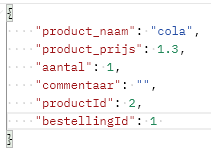 {
"product_naam": "cola",
"product_prijs": 1.3,
"aantal": 1,
"commentaar": "",
"productId": 2,
"bestellingId": 1
}